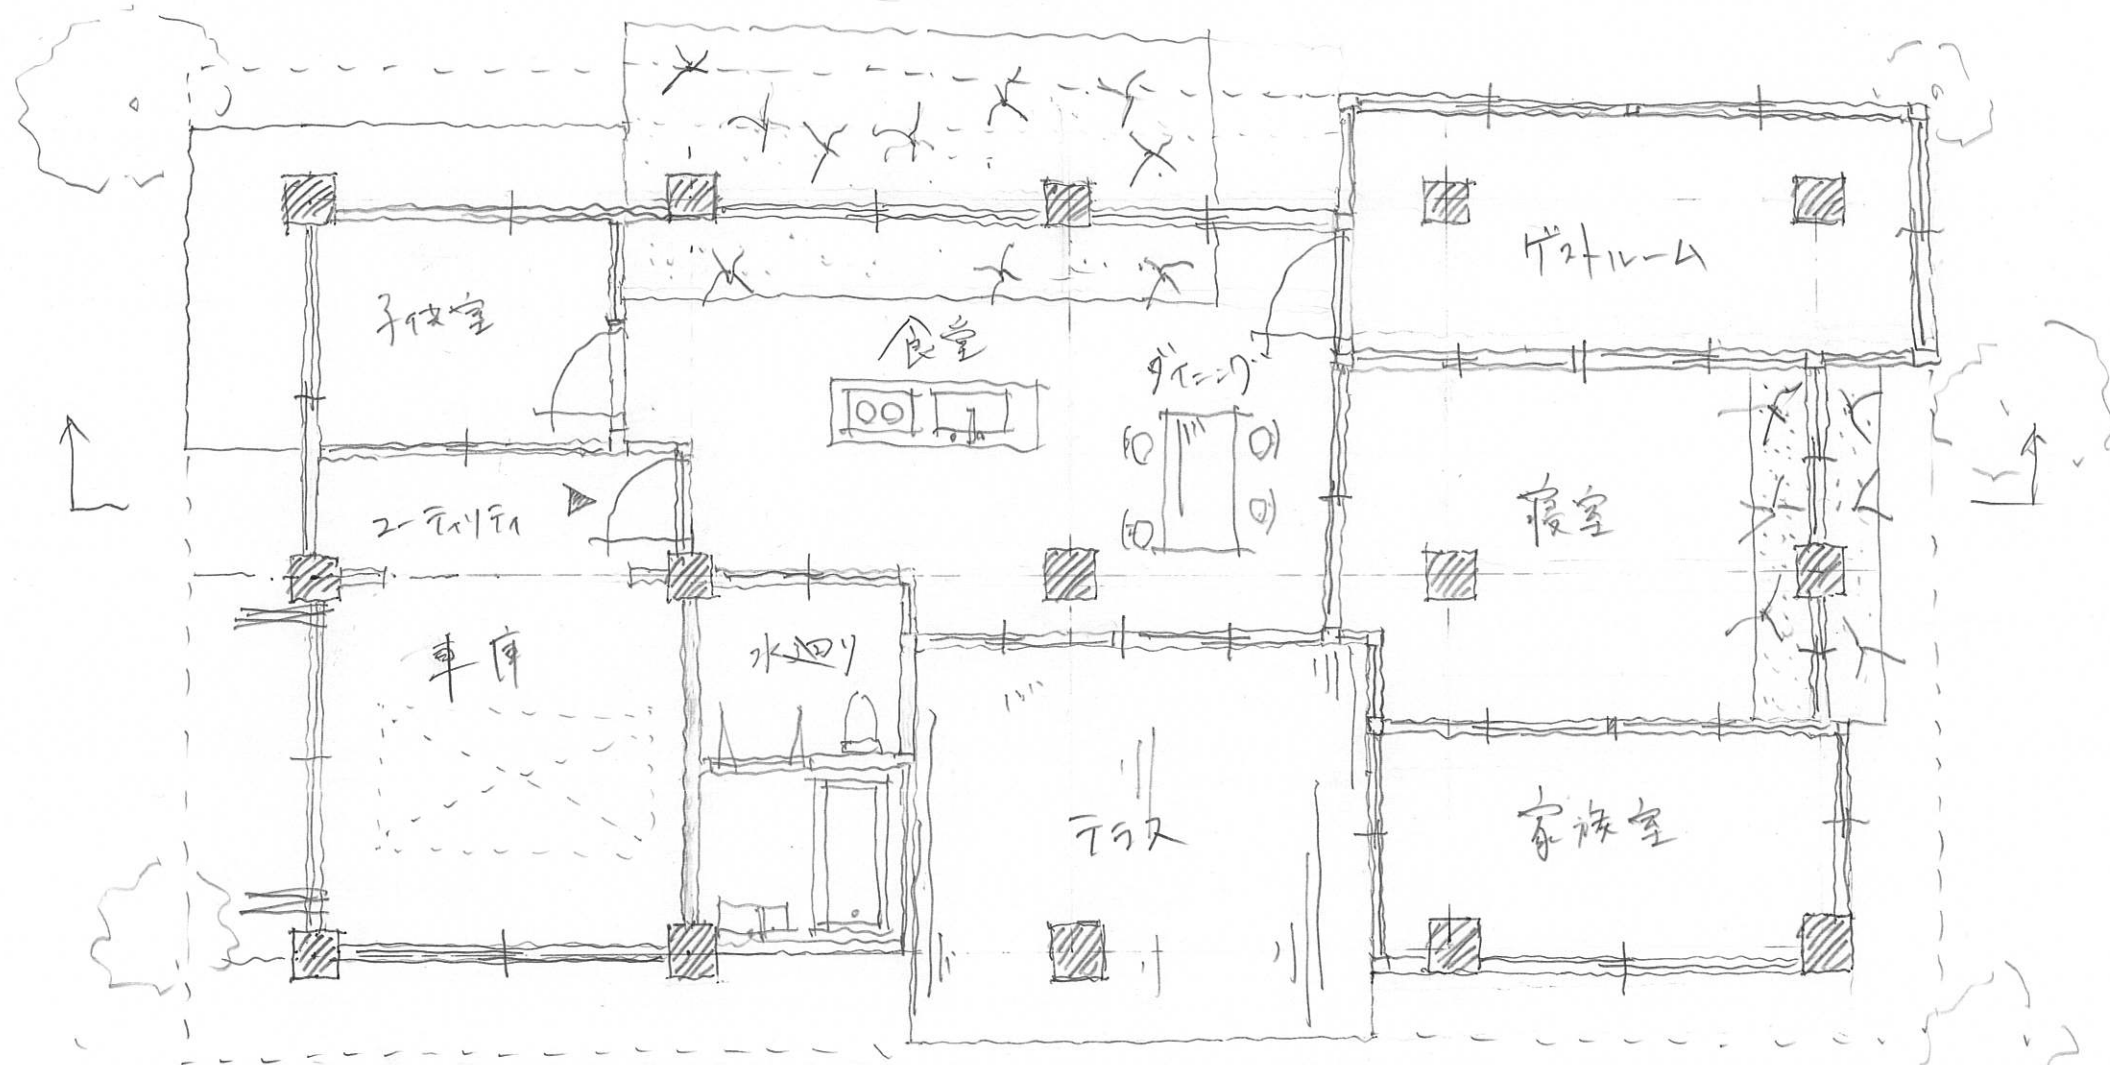 ゲストルーム
子供室
食堂
ダイニング
寝室
ユーティリティ
車庫
水廻り
テラス
家族室